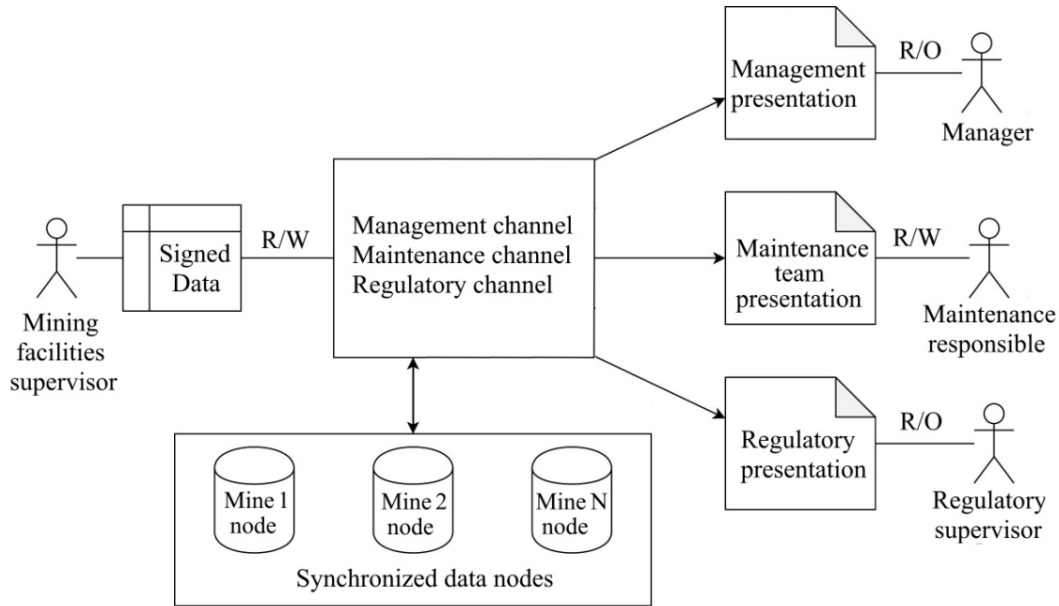 Management
presentation
R/O
Manager
Signed
Data
R/W
Mining
facilities
supervisor
Management channel
Maintenance channel
Regulatory channel
Maintenance
team
presentation
R/W
Maintenance
responsible
Regulatory
presentation
R/O
Regulatory
supervisor
Mine 1
node
Mine 2
node
Mine N
node
Synchronized data nodes